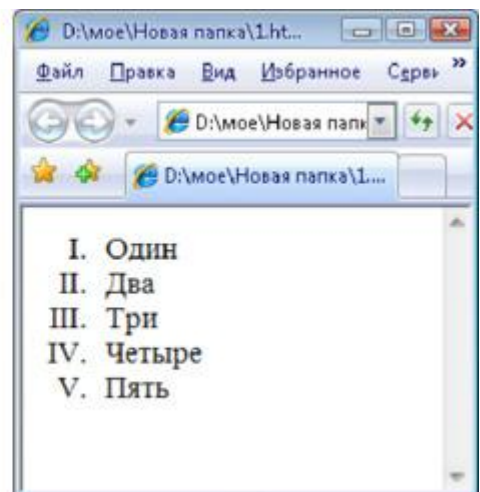 D:\мое\Новая папка\1.ht...
Файл Правка Вид Избранное Серви »
D:\мое\Новая папк
D:\мое\Новая папка\1....
I. Один
II. Два
III. Три
IV. Четыре
V. Пять